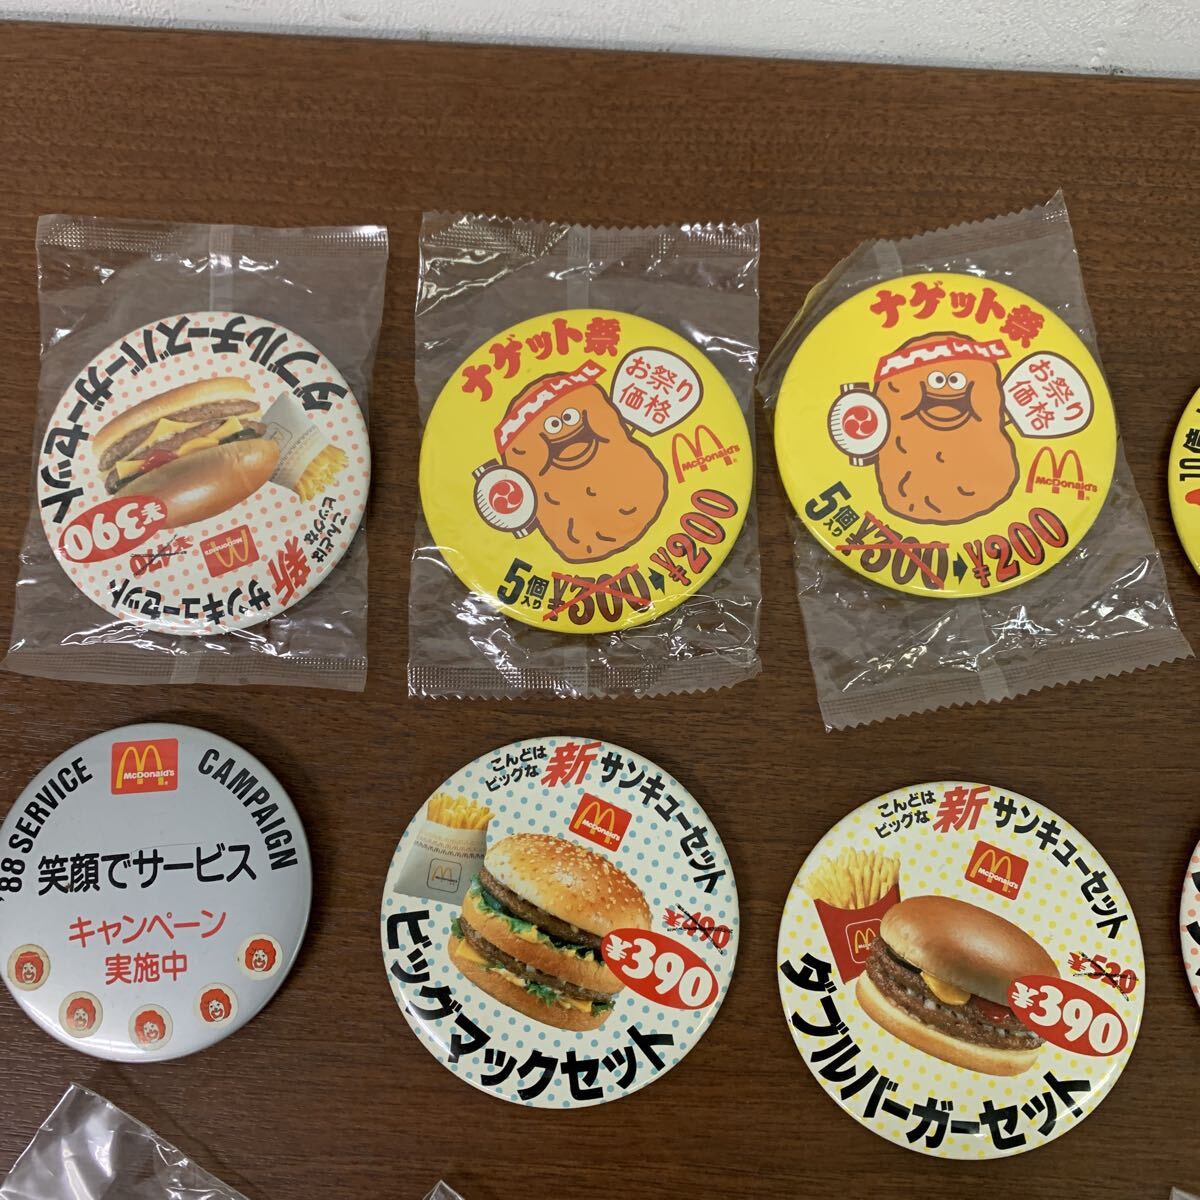 こんどは
ビッグな
新
サンキューセット
McDonald's
¥390
ダブルチーズバーガーセット
ナゲット祭
お祭り
価格
McDonald's
5個
入り
¥300→¥200
ナゲット祭
お祭り
価格
McDonald's
5個
入り
¥300→¥200
McDonald's
'88 SERVICE CAMPAIGN
笑顔でサービス
キャンペーン
実施中
こんどは
ビッグな
新
サンキューセット
McDonald's
¥390
ビッグマックセット
こんどは
ビッグな
新
サンキューセット
McDonald's
¥520
¥390
ダブルバーガーセット